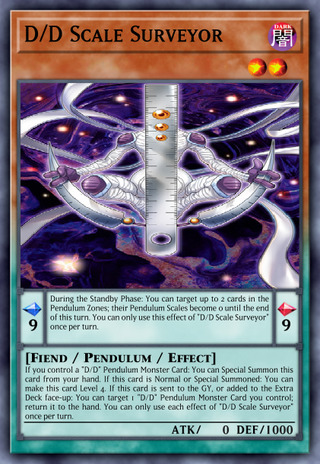 D/D Scale Surveyor
DARK
闇
During the Standby Phase: You can target up to 2 cards in the
Pendulum Zones; their Pendulum Scales become 0 until the end
of this turn. You can only use this effect of "D/D Scale Surveyor"
once per turn.
9
9
[Fiend / Pendulum / Effect]
If you control a "D/D" Pendulum Monster Card: You can Special Summon this
card from your hand. If this card is Normal or Special Summoned: You can
make this card Level 4. If this card is sent to the GY, or added to the Extra
Deck face-up: You can target 1 "D/D" Pendulum Monster Card you control;
return it to the hand. You can only use each effect of "D/D Scale Surveyor"
once per turn.
ATK/ 0 DEF/1000